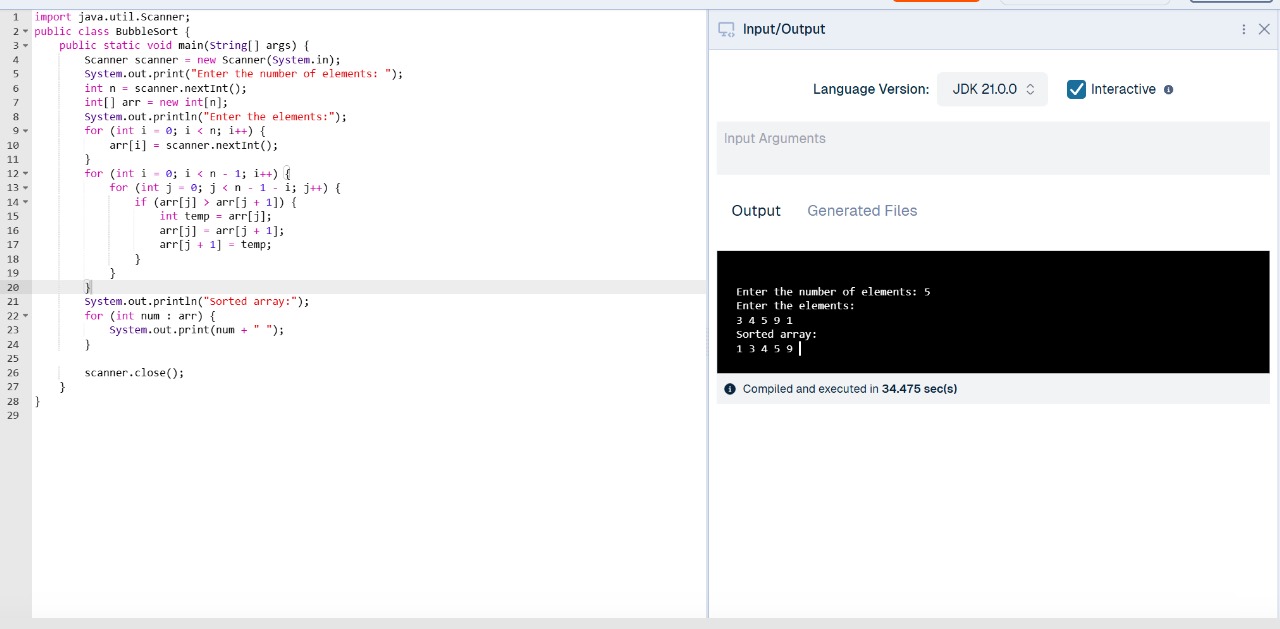 1 import java.util.Scanner;
2 public class BubbleSort {
3     public static void main(String[] args) {
4         Scanner scanner = new Scanner(System.in);
5         System.out.print("Enter the number of elements: ");
6         int n = scanner.nextInt();
7         int[] arr = new int[n];
8         System.out.println("Enter the elements:");
9         for (int i = 0; i < n; i++) {
10             arr[i] = scanner.nextInt();
11         }
12         for (int i = 0; i < n - 1; i++) {
13             for (int j = 0; j < n - 1 - i; j++) {
14                 if (arr[j] > arr[j + 1]) {
15                     int temp = arr[j];
16                     arr[j] = arr[j + 1];
17                     arr[j + 1] = temp;
18                 }
19             }
20         }
21         System.out.println("Sorted array:");
22         for (int num : arr) {
23             System.out.print(num + " ");
24         }
25
26         scanner.close();
27     }
28 }
29
Input/Output
Language Version: JDK 21.0.0 Interactive
Input Arguments
Output Generated Files
Enter the number of elements: 5
Enter the elements:
3 4 5 9 1
Sorted array:
1 3 4 5 9
Compiled and executed in 34.475 sec(s)